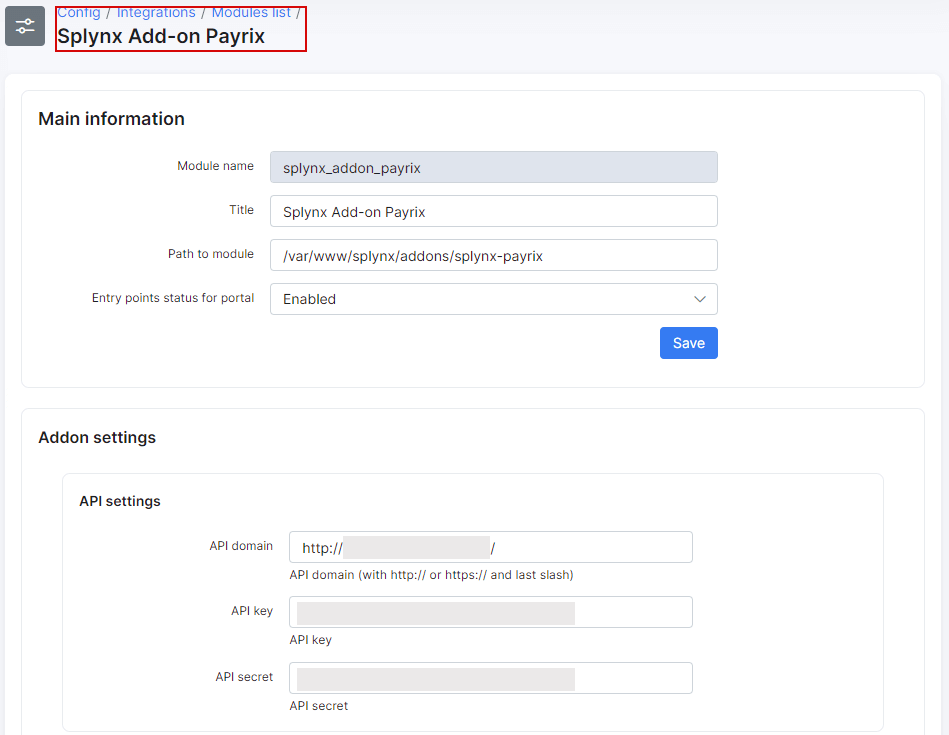 Config / Integrations / Modules list /
Splynx Add-on Payrix
Main information
Module name splynx_addon_payrix
Title Splynx Add-on Payrix
Path to module /var/www/splynx/addons/splynx-payrix
Entry points status for portal Enabled
Save
Addon settings
API settings
API domain http:// /
API domain (with http:// or https:// and last slash)
API key
API key
API secret
API secret